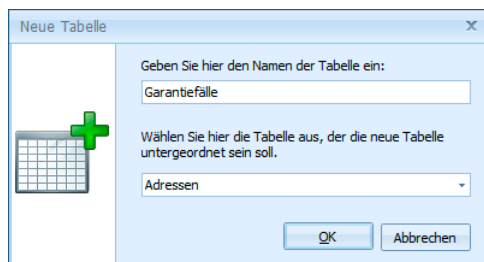 Neue Tabelle
Geben Sie hier den Namen der Tabelle ein:
Garantiefälle
Wählen Sie hier die Tabelle aus, der die neue Tabelle
untergeordnet sein soll.
Adressen
OK Abbrechen